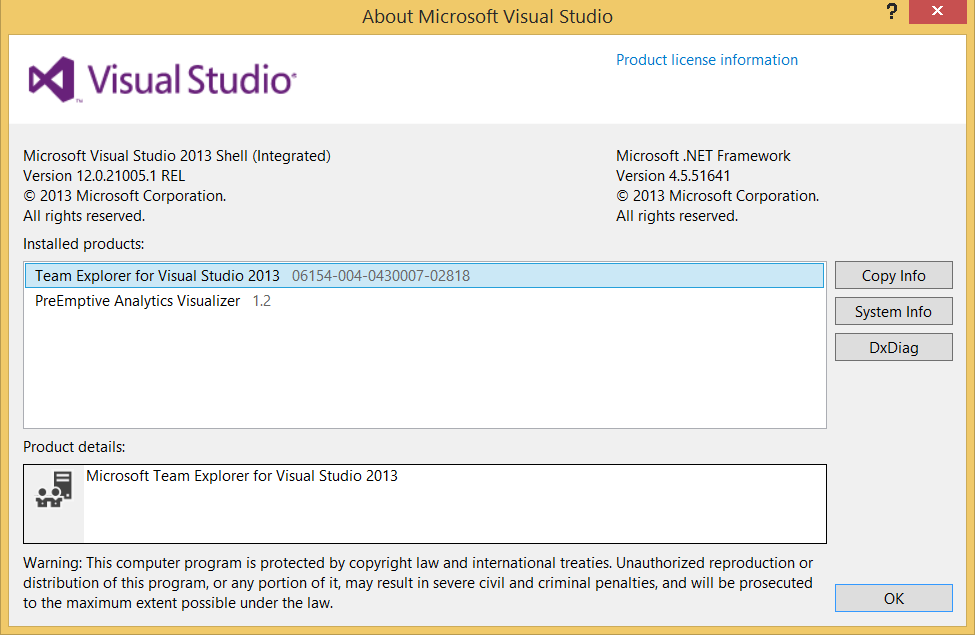 About Microsoft Visual Studio
?
Visual Studio®
™
Product license information
Microsoft Visual Studio 2013 Shell (Integrated)
Version 12.0.21005.1 REL
© 2013 Microsoft Corporation.
All rights reserved.
Microsoft .NET Framework
Version 4.5.51641
© 2013 Microsoft Corporation.
All rights reserved.
Installed products:
Team Explorer for Visual Studio 2013 06154-004-0430007-02818
PreEmptive Analytics Visualizer 1.2
Copy Info
System Info
DxDiag
Product details:
Microsoft Team Explorer for Visual Studio 2013
Warning: This computer program is protected by copyright law and international treaties. Unauthorized reproduction or
distribution of this program, or any portion of it, may result in severe civil and criminal penalties, and will be prosecuted
to the maximum extent possible under the law.
OK